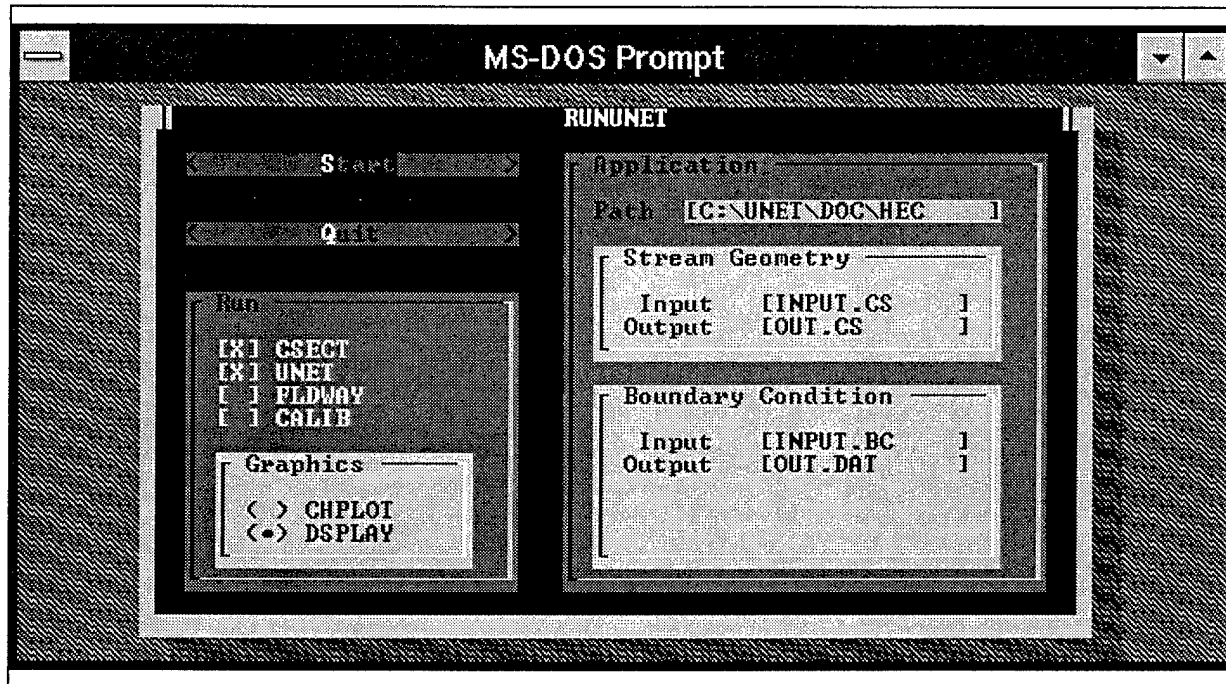 MS-DOS Prompt
RUNUNET
< Start >
< Quit >
Run
[X] CSECT
[X] UNET
[ ] FLDWAY
[ ] CALIB
Graphics
( ) CHPLOT
(•) DSPLAY
Application
Path [C:\UNET\DOC\HEC ]
Stream Geometry
Input [INPUT.CS ]
Output [OUT.CS ]
Boundary Condition
Input [INPUT.BC ]
Output [OUT.DAT ]